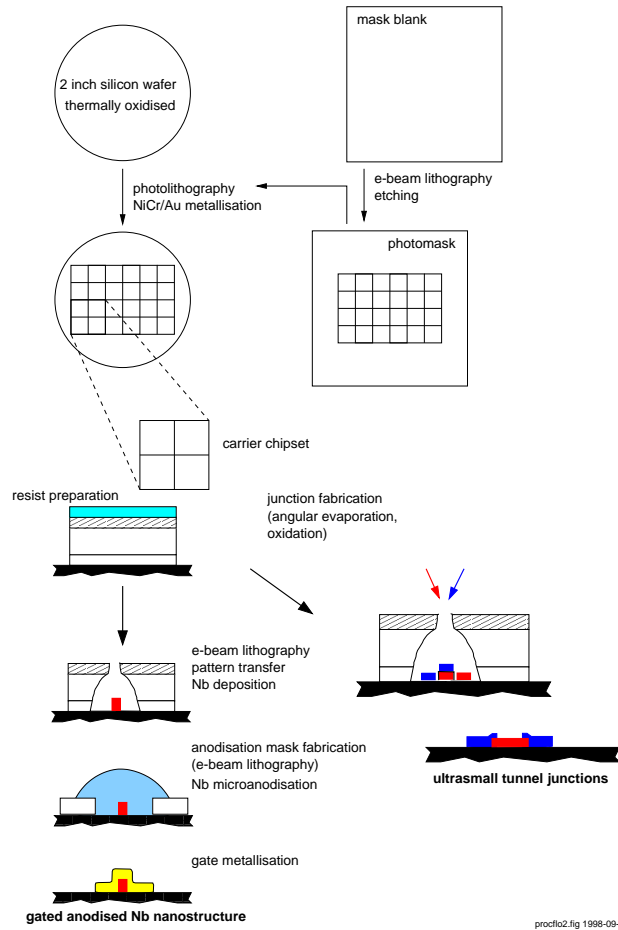 mask blank
2 inch silicon wafer
thermally oxidised
photolithography
NiCr/Au metallisation
e-beam lithography
etching
photomask
carrier chipset
resist preparation
junction fabrication
(angular evaporation,
oxidation)
e-beam lithography
pattern transfer
Nb deposition
anodisation mask fabrication
(e-beam lithography)
Nb microanodisation
ultrasmall tunnel junctions
gate metallisation
gated anodised Nb nanostructure
procflo2.fig 1998-09-